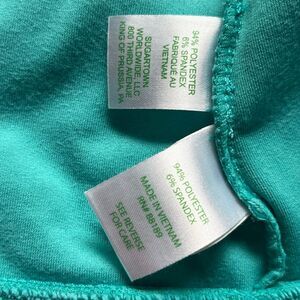 94% POLYESTER
6% SPANDEX
FABRIQUÉ AU
VIETNAM
SUGARTOWN
WORLDWIDE, LLC
800 THIRD AVENUE
KING OF PRUSSIA, PA
94% POLYESTER
6% SPANDEX
MADE IN VIETNAM
RN# 88189
SEE REVERSE
FOR CARE